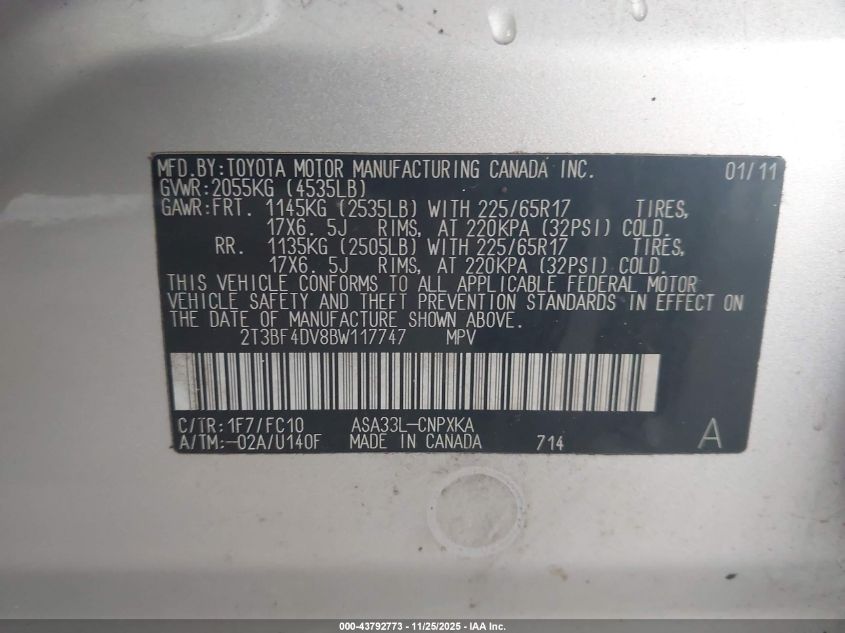 MFD.BY:TOYOTA MOTOR MANUFACTURING CANADA INC. 01/11
GVWR:2055KG (4535LB)
GAWR:FRT. 1145KG (2535LB) WITH 225/65R17 TIRES,
17X6. 5J RIMS, AT 220KPA (32PSI) COLD.
RR. 1135KG (2505LB) WITH 225/65R17 TIRES,
17X6. 5J RIMS, AT 220KPA (32PSI) COLD.
THIS VEHICLE CONFORMS TO ALL APPLICABLE FEDERAL MOTOR
VEHICLE SAFETY AND THEFT PREVENTION STANDARDS IN EFFECT ON
THE DATE OF MANUFACTURE SHOWN ABOVE.
2T3BF4DV8BW117747 MPV
C/TR:1F7/FC10 ASA33L-CNPXKA
A/TM:-02A/U140F MADE IN CANADA 714 A
000-43792773 - 11/25/2025 - IAA Inc.